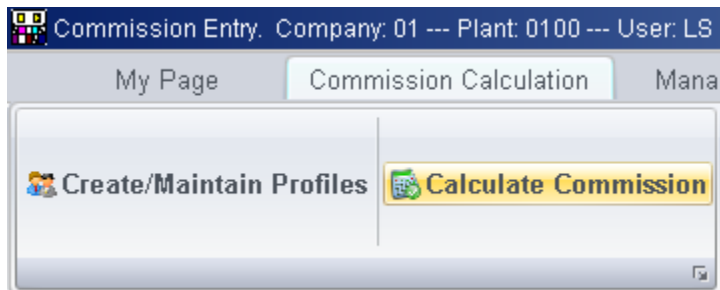 Commission Entry. Company: 01 --- Plant: 0100 --- User: LS
My Page Commission Calculation Mana
Create/Maintain Profiles Calculate Commission